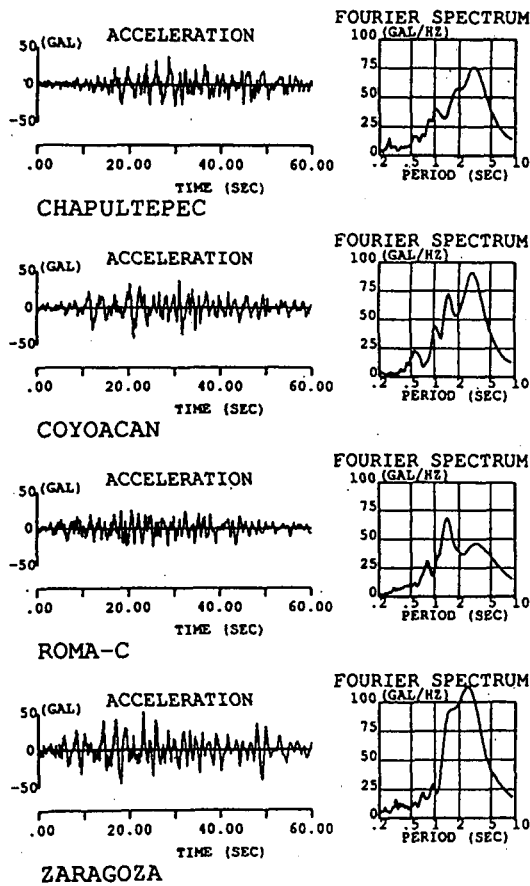 ACCELERATION
50 (GAL)
0
-50
.00 20.00 40.00 60.00
TIME (SEC)
FOURIER SPECTRUM
(GAL/HZ)
100
75
50
25
0
.2 .5 1 2 5 10
PERIOD (SEC)
CHAPULTEPEC
ACCELERATION
50 (GAL)
0
-50
.00 20.00 40.00 60.00
TIME (SEC)
FOURIER SPECTRUM
(GAL/HZ)
100
75
50
25
0
.2 .5 1 2 5 10
PERIOD (SEC)
COYOACAN
ACCELERATION
50 (GAL)
0
-50
.00 20.00 40.00 60.00
TIME (SEC)
FOURIER SPECTRUM
(GAL/HZ)
100
75
50
25
0
.2 .5 1 2 5 10
PERIOD (SEC)
ROMA-C
ACCELERATION
50 (GAL)
0
-50
.00 20.00 40.00 60.00
TIME (SEC)
FOURIER SPECTRUM
(GAL/HZ)
100
75
50
25
0
.2 .5 1 2 5 10
PERIOD (SEC)
ZARAGOZA